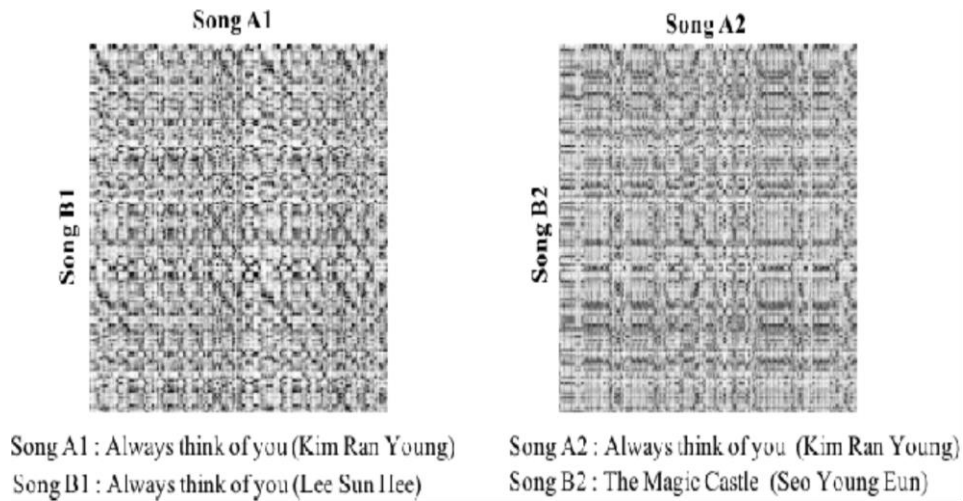 Song A1
Song A2
Song B1
Song B2
Song A1 : Always think of you (Kim Ran Young)
Song B1 : Always think of you (Lee Sun Hee)
Song A2 : Always think of you (Kim Ran Young)
Song B2 : The Magic Castle (Seo Young Eun)